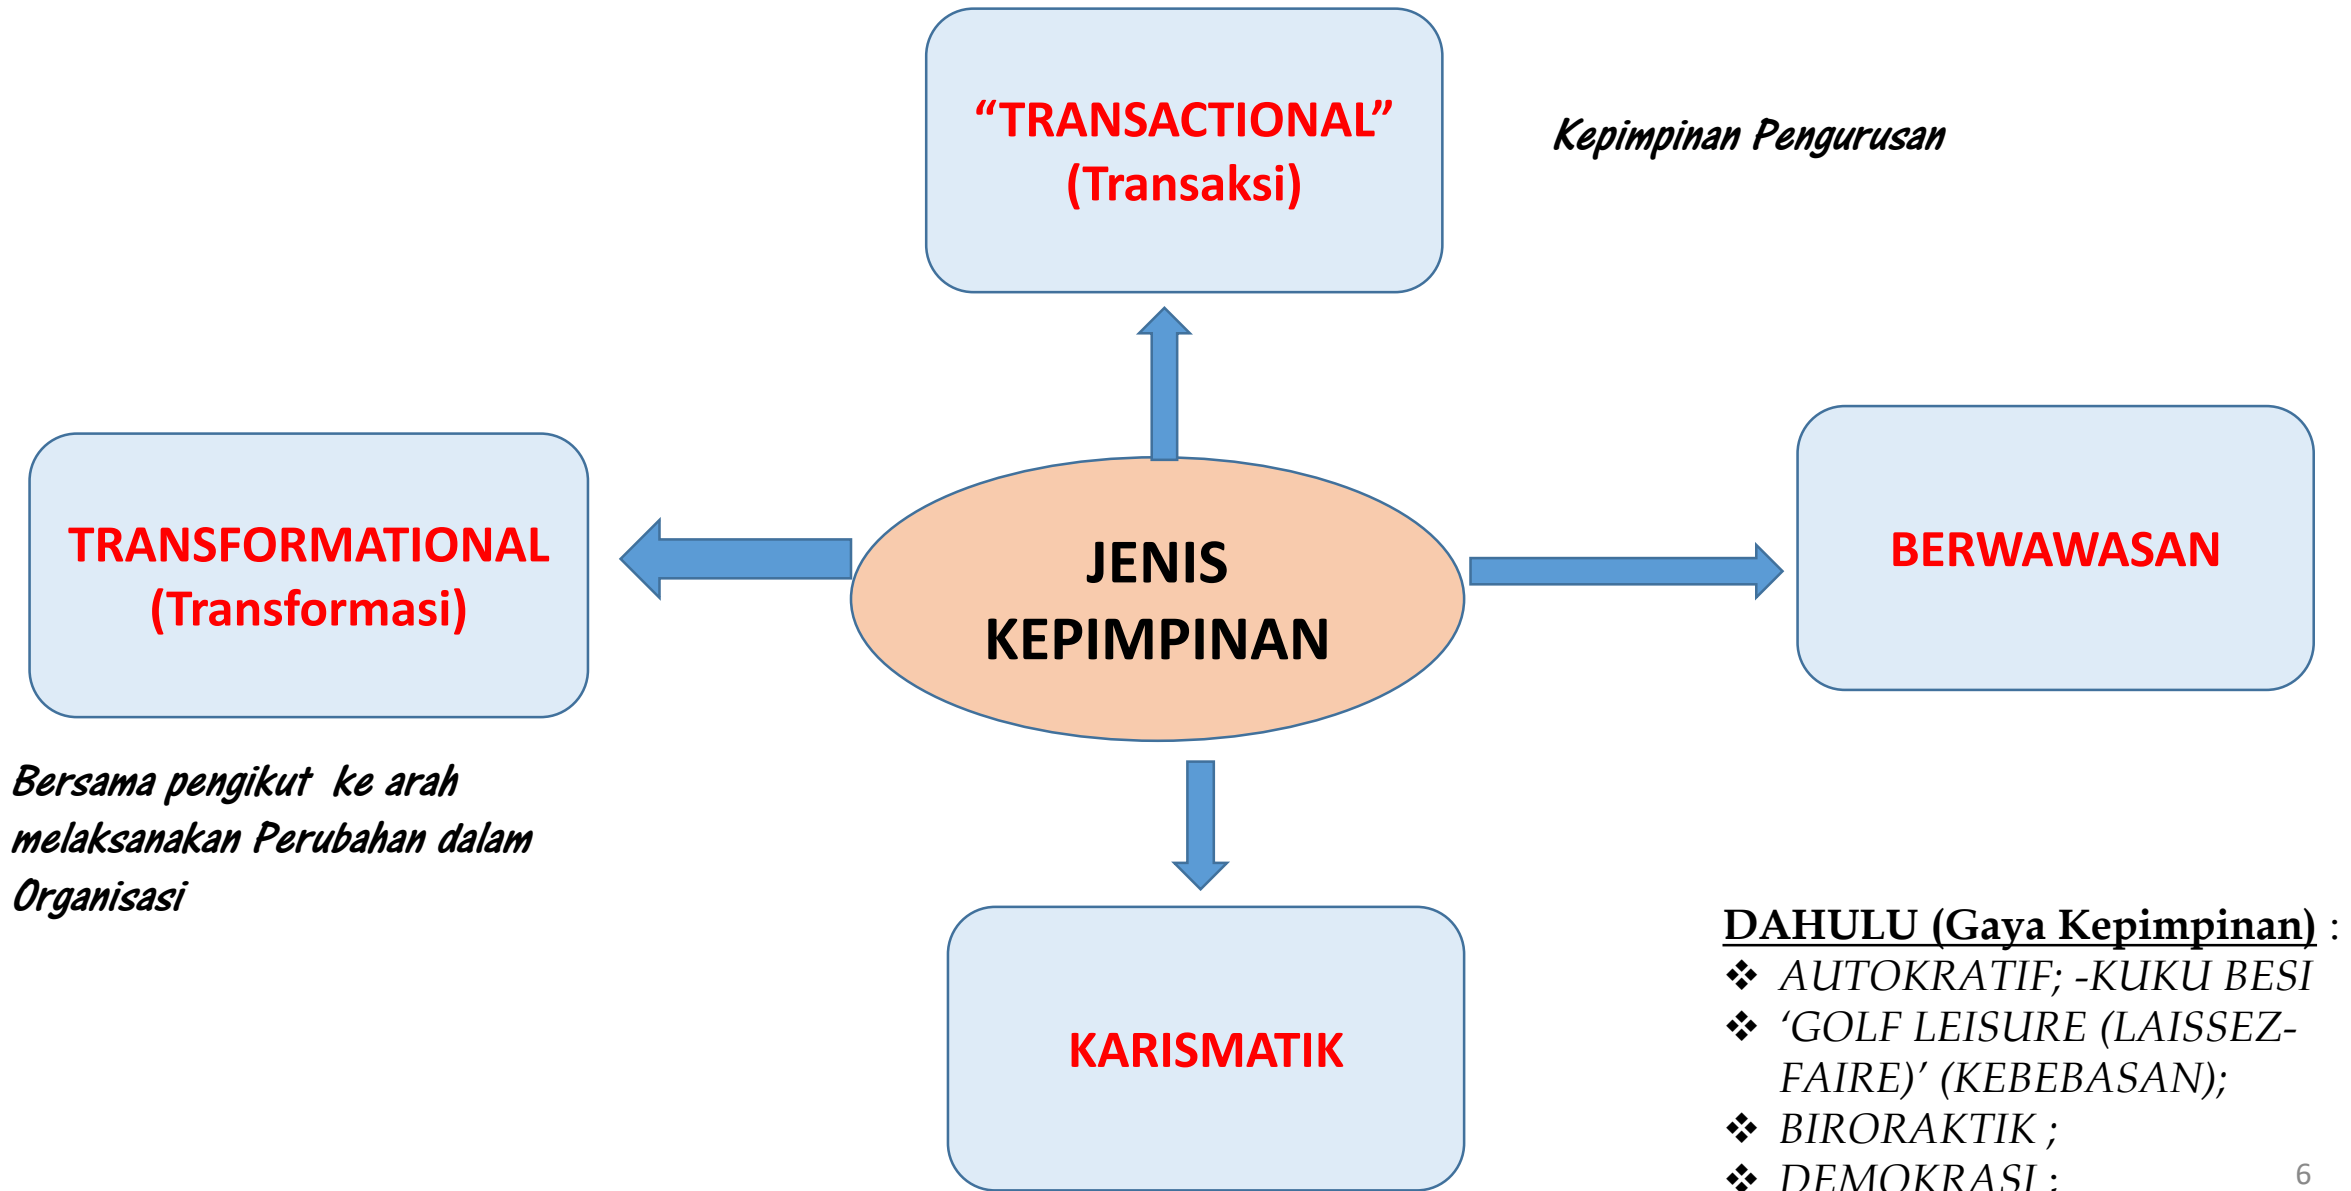 “TRANSACTIONAL”
(Transaksi)
Kepimpinan Pengurusan
TRANSFORMATIONAL
(Transformasi)
JENIS
KEPIMPINAN
BERWAWASAN
Bersama pengikut ke arah
melaksanakan Perubahan dalam
Organisasi
KARISMATIK
DAHULU (Gaya Kepimpinan) :
❖ AUTOKRATIF; -KUKU BESI
❖ ‘GOLF LEISURE (LAISSEZ-
FAIRE)’ (KEBEBASAN);
❖ BIRORAKTIK ;
❖ DEMOKRASI ;
6